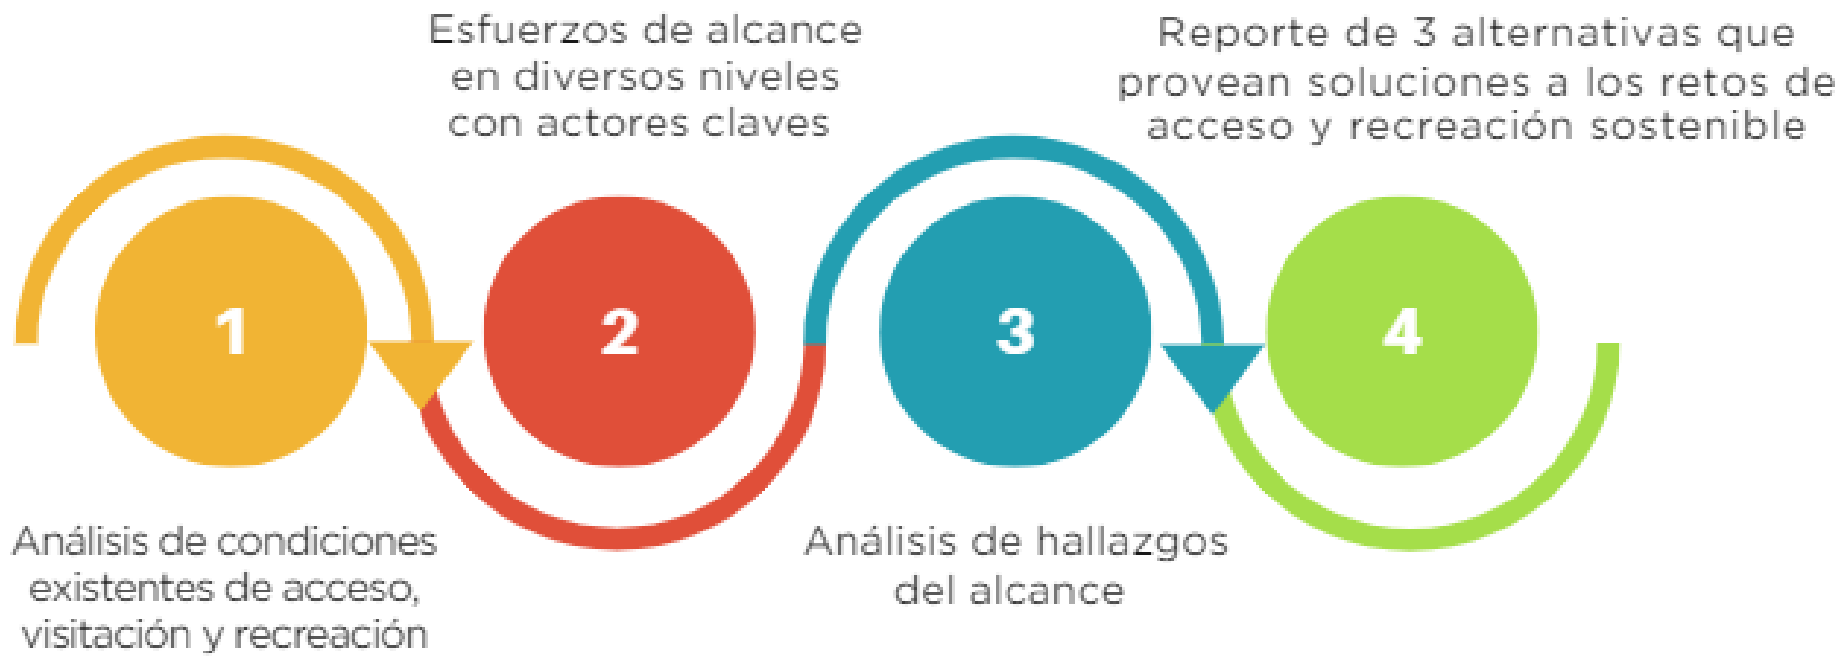 Esfuerzos de alcance
en diversos niveles
con actores claves
Reporte de 3 alternativas que
provean soluciones a los retos de
acceso y recreación sostenible
1
2
3
4
Análisis de condiciones
existentes de acceso,
visitación y recreación
Análisis de hallazgos
del alcance